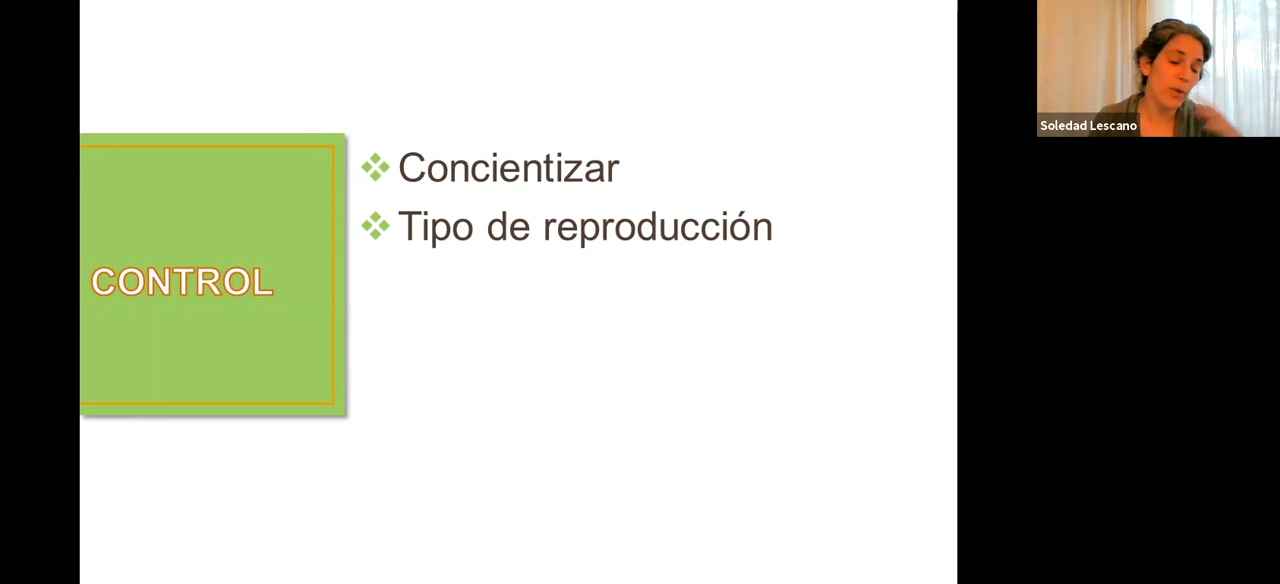 Soledad Lescano
Concientizar
Tipo de reproducción
CONTROL